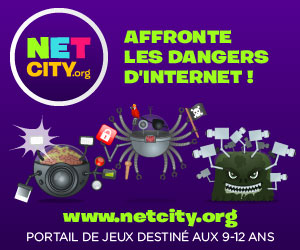 NET
CITY.org
AFFRONTE
LES DANGERS
D'INTERNET !
www.netcity.org
PORTAIL DE JEUX DESTINÉ AUX 9-12 ANS